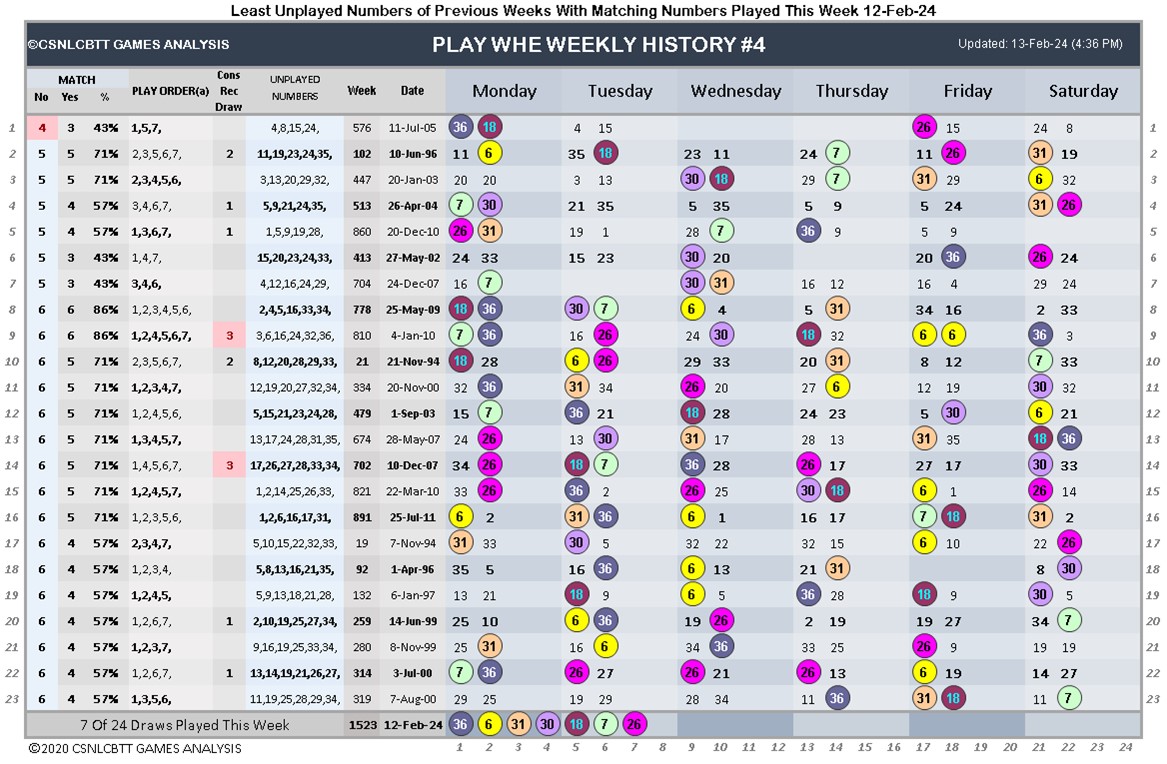 Least Unplayed Numbers of Previous Weeks With Matching Numbers Played This Week 12-Feb-24
©CSNLCBTT GAMES ANALYSIS PLAY WHE WEEKLY HISTORY #4 Updated: 13-Feb-24 (4:36 PM)
MATCH
No Yes % PLAY ORDER(a) Cons Rec Draw UNPLAYED NUMBERS Week Date Monday Tuesday Wednesday Thursday Friday Saturday
1 4 3 43% 1,5,7, 4,8,15,24, 576 11-Jul-05 36 18 4 15 26 15 24 8 1
2 5 5 71% 2,3,5,6,7, 2 11,19,23,24,35, 102 10-Jun-96 11 6 35 18 23 11 24 7 11 26 31 19 2
3 5 5 71% 2,3,4,5,6, 3,13,20,29,32, 447 20-Jan-03 20 20 3 13 30 18 29 7 31 29 6 32 3
4 5 4 57% 3,4,6,7, 1 5,9,21,24,35, 513 26-Apr-04 7 30 21 35 5 35 5 9 5 24 31 26 4
5 5 4 57% 1,3,6,7, 1 1,5,9,19,28, 860 20-Dec-10 26 31 19 1 28 7 36 9 5 9 5
6 5 3 43% 1,4,7, 15,20,23,24,33, 413 27-May-02 24 33 15 23 30 20 20 36 26 24 6
7 5 3 43% 3,4,6, 4,12,16,24,29, 704 24-Dec-07 16 7 30 31 16 12 16 4 29 24 7
8 6 6 86% 1,2,3,4,5,6, 2,4,5,16,33,34, 778 25-May-09 18 36 30 7 6 4 5 31 34 16 2 33 8
9 6 6 86% 1,2,4,5,6,7, 3 3,6,16,24,32,36, 810 4-Jan-10 7 36 16 26 24 30 18 32 6 6 36 3 9
10 6 5 71% 2,3,5,6,7, 2 8,12,20,28,29,33, 21 21-Nov-94 18 28 6 26 29 33 20 31 8 12 7 33 10
11 6 5 71% 1,2,3,4,7, 12,19,20,27,32,34, 334 20-Nov-00 32 36 31 34 26 20 27 6 12 19 30 32 11
12 6 5 71% 1,2,4,5,6, 5,15,21,23,24,28, 479 1-Sep-03 15 7 36 21 18 28 24 23 5 30 6 21 12
13 6 5 71% 1,3,4,5,7, 13,17,24,28,31,35, 674 28-May-07 24 26 13 30 31 17 28 13 31 35 18 36 13
14 6 5 71% 1,4,5,6,7, 3 17,26,27,28,33,34, 702 10-Dec-07 34 26 18 7 36 28 26 17 27 17 30 33 14
15 6 5 71% 1,2,4,5,7, 1,2,14,25,26,33, 821 22-Mar-10 33 26 36 2 26 25 30 18 6 1 26 14 15
16 6 5 71% 1,2,3,5,6, 1,2,6,16,17,31, 891 25-Jul-11 6 2 31 36 6 1 16 17 7 18 31 2 16
17 6 4 57% 2,3,4,7, 5,10,15,22,32,33, 19 7-Nov-94 31 33 30 5 32 22 32 15 6 10 22 26 17
18 6 4 57% 1,2,3,4, 5,8,13,16,21,35, 92 1-Apr-96 35 5 16 36 6 13 21 31 8 30 18
19 6 4 57% 1,2,4,5, 5,9,13,18,21,28, 132 6-Jan-97 13 21 18 9 6 5 36 28 18 9 30 5 19
20 6 4 57% 1,2,6,7, 1 2,10,19,25,27,34, 259 14-Jun-99 25 10 6 36 19 26 2 19 19 27 34 7 20
21 6 4 57% 1,2,3,7, 9,16,19,25,33,34, 280 8-Nov-99 25 31 16 6 34 36 33 25 26 9 19 19 21
22 6 4 57% 1,2,6,7, 1 13,14,19,21,26,27, 314 3-Jul-00 7 36 26 27 26 21 26 13 6 19 14 27 22
23 6 4 57% 1,3,5,6, 11,19,25,28,29,34, 319 7-Aug-00 29 25 19 29 28 34 11 36 31 18 11 7 23
7 Of 24 Draws Played This Week 1523 12-Feb-24 36 6 31 30 18 7 26
©2020 CSNLCBTT GAMES ANALYSIS 1 2 3 4 5 6 7 8 9 10 11 12 13 14 15 16 17 18 19 20 21 22 23 24